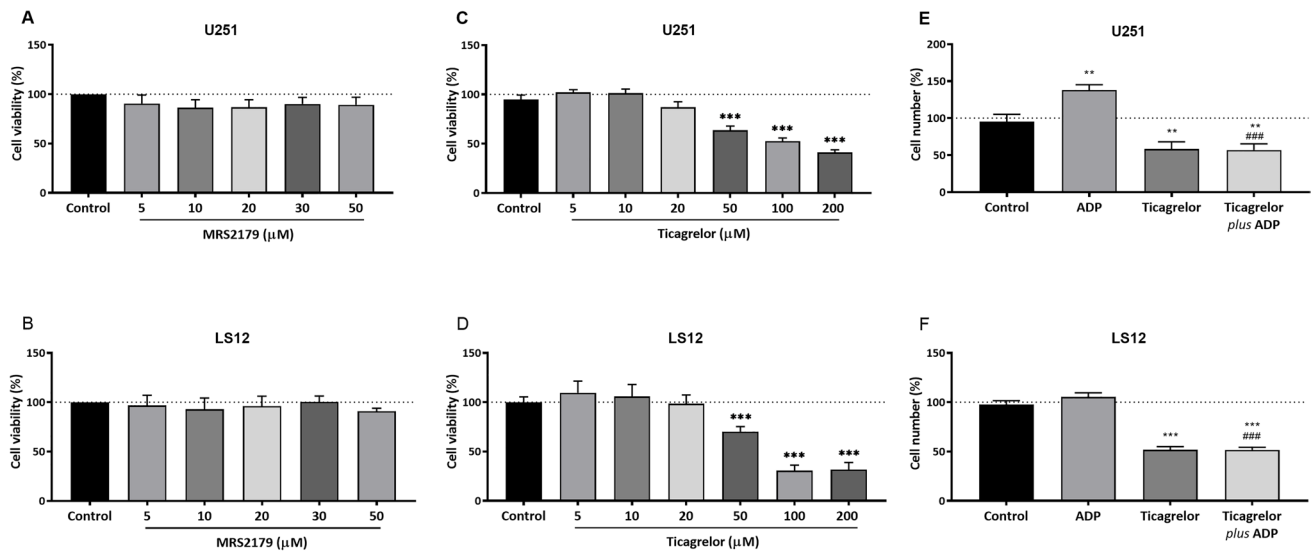 A
U251
150
100
50
0
Cell viability (%)
Control
5
10
20
30
50
MRS2179 (µM)
C
U251
150
100
50
0
Cell viability (%)
***
***
***
Control
5
10
20
50
100
200
Ticagrelor (µM)
E
U251
200
150
100
50
0
Cell number (%)
**
**
**
###
Control
ADP
Ticagrelor
Ticagrelor
plus ADP
B
LS12
150
100
50
0
Cell viability (%)
Control
5
10
20
30
50
MRS2179 (µM)
D
LS12
150
100
50
0
Cell viability (%)
***
***
***
Control
5
10
20
50
100
200
Ticagrelor (µM)
F
LS12
150
100
50
0
Cell number (%)
***
***
###
Control
ADP
Ticagrelor
Ticagrelor
plus ADP